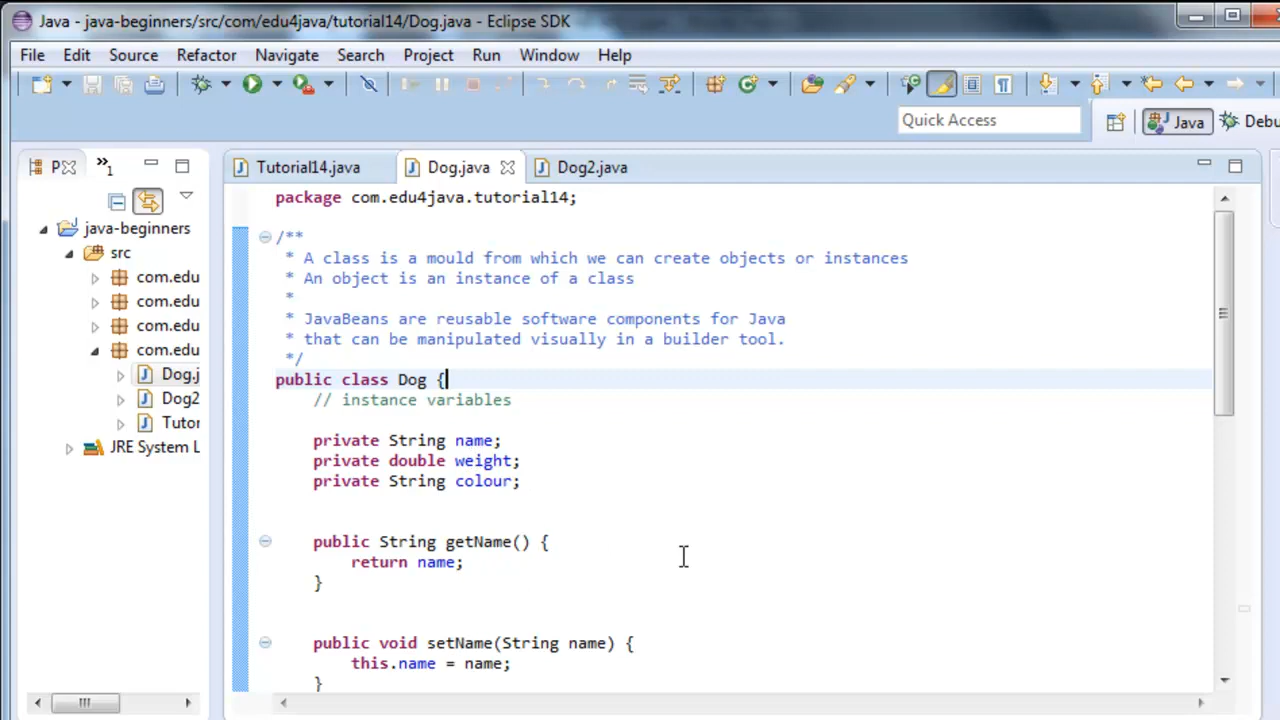 Java - java-beginners/src/com/edu4java/tutorial14/Dog.java - Eclipse SDK
File Edit Source Refactor Navigate Search Project Run Window Help
Quick Access
Java
Debu
P
»1
Tutorial14.java
Dog.java
Dog2.java
java-beginners
src
com.edu
com.edu
com.edu
com.edu
Dog.j
Dog2
Tutor
JRE System L
package com.edu4java.tutorial14;
/**
* A class is a mould from which we can create objects or instances
* An object is an instance of a class
*
* JavaBeans are reusable software components for Java
* that can be manipulated visually in a builder tool.
*/
public class Dog {
// instance variables
private String name;
private double weight;
private String colour;
public String getName() {
return name;
}
public void setName(String name) {
this.name = name;
}